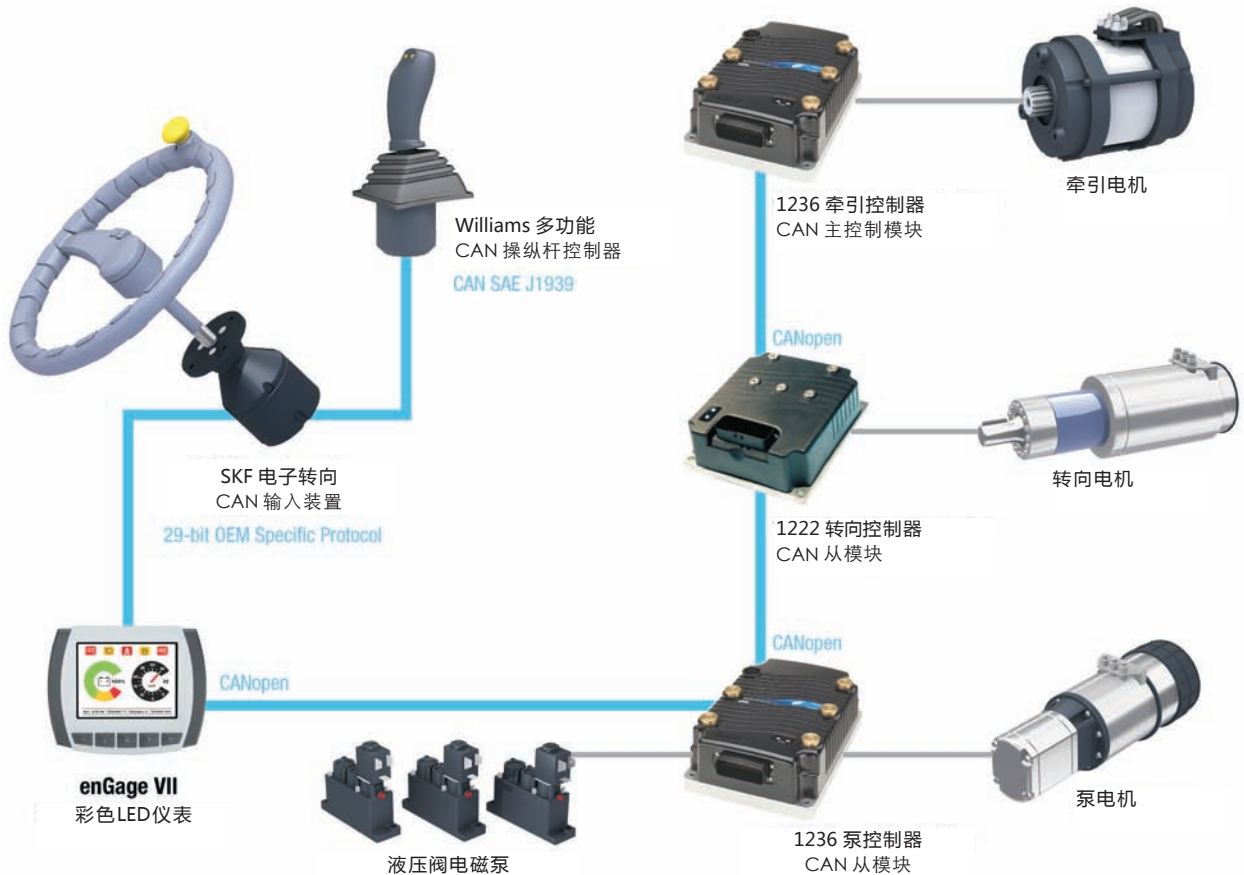 牵引电机
1236 牵引控制器
CAN 主控制模块
Williams 多功能
CAN 操纵杆控制器
CAN SAE J1939
CANopen
SKF 电子转向
CAN 输入装置
29-bit OEM Specific Protocol
转向电机
1222 转向控制器
CAN 从模块
CANopen
CANopen
enGage VII
彩色LED仪表
液压阀电磁泵
泵电机
1236 泵控制器
CAN 从模块